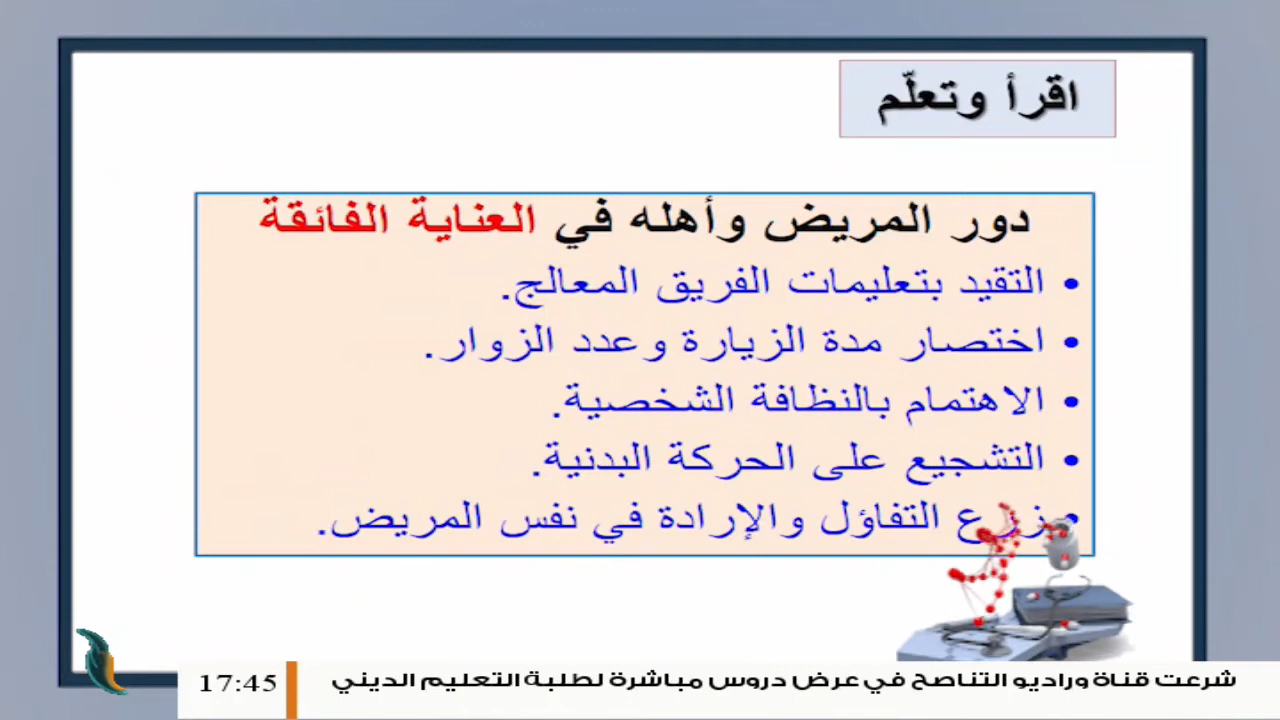 اقرأ وتعلّم
دور المريض وأهله في العناية الفائقة
• التقيد بتعليمات الفريق المعالج.
• اختصار مدة الزيارة وعدد الزوار.
• الاهتمام بالنظافة الشخصية.
• التشجيع على الحركة البدنية.
• زرع التفاؤل والإرادة في نفس المريض.
شرعت قناة وراديو التناصح في عرض دروس مباشرة لطلبة التعليم الديني
17:45